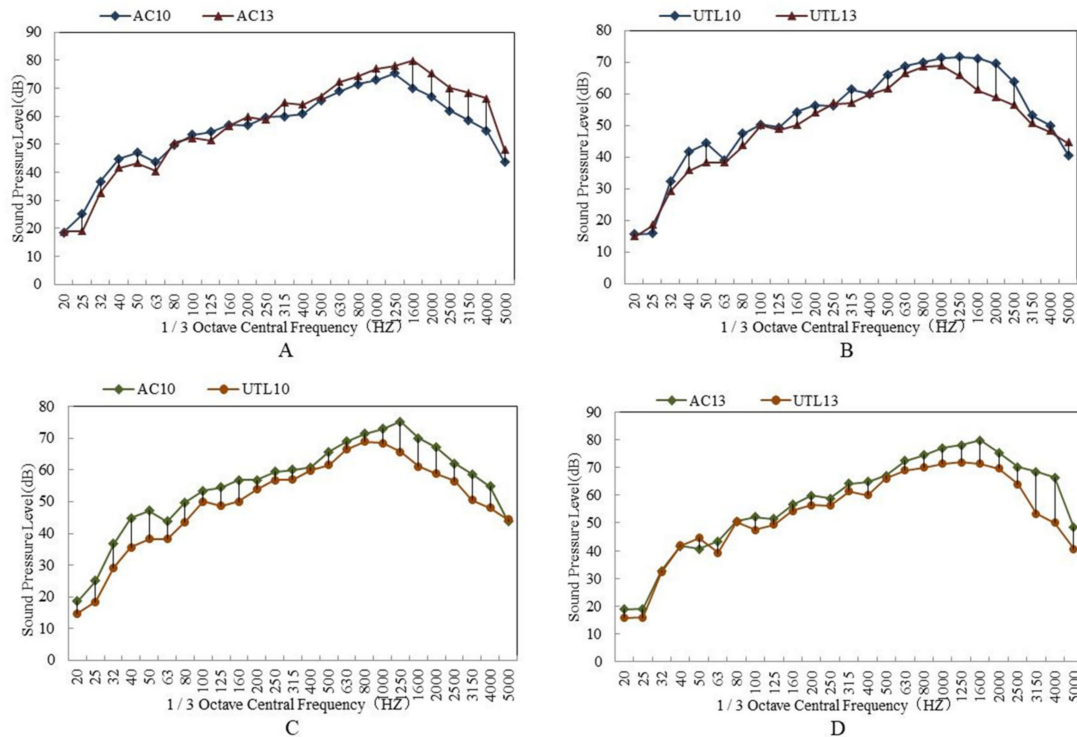 AC10 AC13
90
80
70
60
50
40
30
20
10
0
Sound Pressure Level(dB)
20 25 32 40 50 63 80 100 125 160 200 250 315 400 500 630 800 1000 1250 1600 2000 2500 3150 4000 5000
1 / 3 Octave Central Frequency（HZ）
A
UTL10 UTL13
80
70
60
50
40
30
20
10
0
Sound Pressure Level(dB)
20 25 32 40 50 63 80 100 125 160 200 250 315 400 500 630 800 1000 1250 1600 2000 2500 3150 4000 5000
1 / 3 Octave Central Frequency（HZ）
B
AC10 UTL10
80
70
60
50
40
30
20
10
0
Sound Pressure Level(dB)
20 25 32 40 50 63 80 100 125 160 200 250 315 400 500 630 800 1000 1250 1600 2000 2500 3150 4000 5000
1 / 3 Octave Central Frequency（HZ）
C
AC13 UTL13
90
80
70
60
50
40
30
20
10
0
Sound Pressure Level(dB)
20 25 32 40 50 63 80 100 125 160 200 250 315 400 500 630 800 1000 1250 1600 2000 2500 3150 4000 5000
1 / 3 Octave Central Frequency（HZ）
D